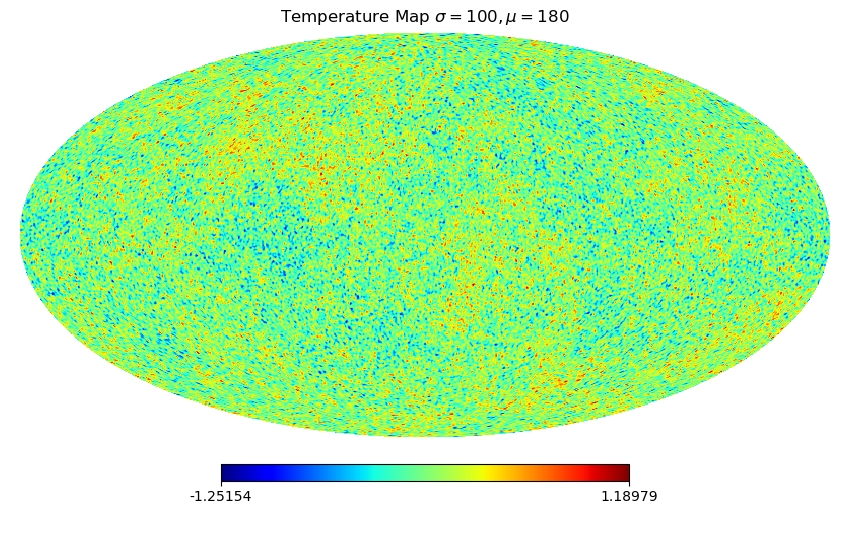 Temperature Map σ = 100, μ = 180
-1.25154
1.18979